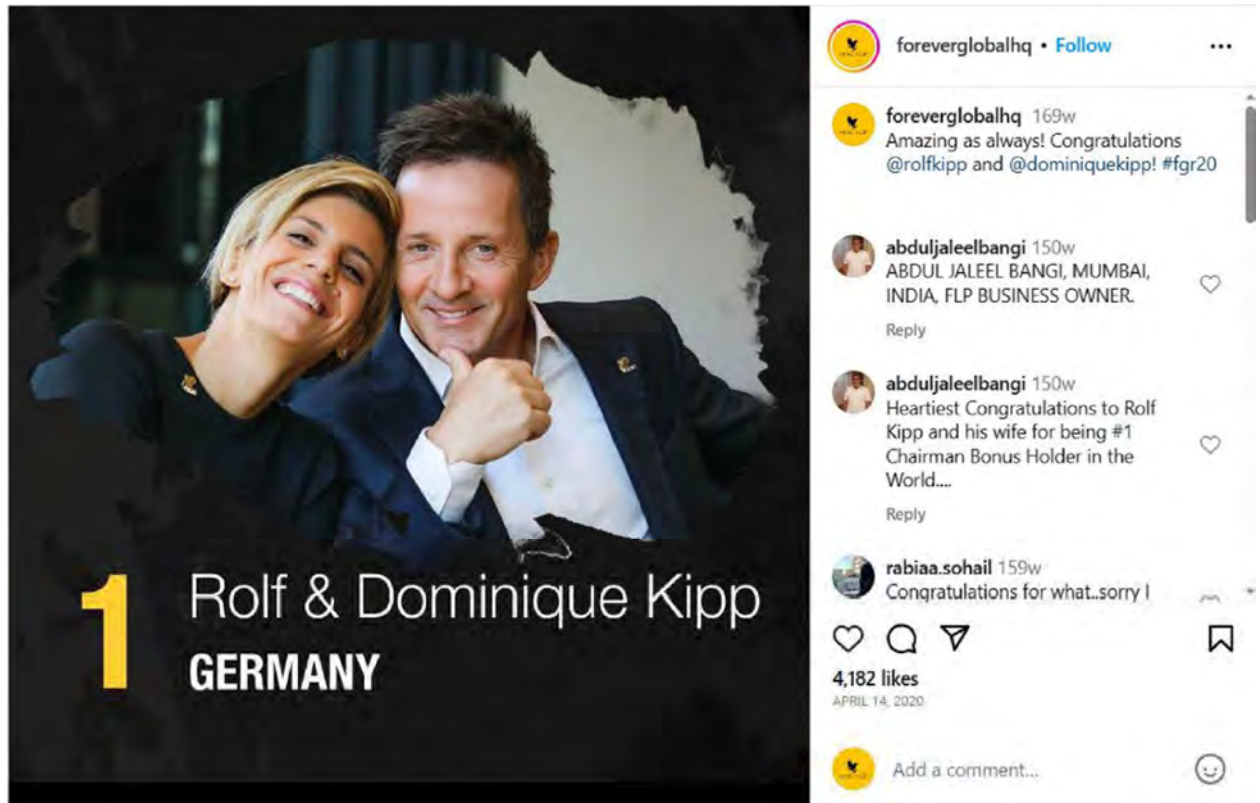 1
Rolf & Dominique Kipp
GERMANY
foreverglobalhq • Follow
foreverglobalhq 169w
Amazing as always! Congratulations
@rolfkipp and @dominiquekipp! #fgr20
abduljaleelbangi 150w
ABDUL JALEEL BANGI, MUMBAI,
INDIA, FLP BUSINESS OWNER.
Reply
abduljaleelbangi 150w
Heartiest Congratulations to Rolf
Kipp and his wife for being #1
Chairman Bonus Holder in the
World....
Reply
rabiaa.sohail 159w
Congratulations for what..sorry I
4,182 likes
APRIL 14, 2020
Add a comment...